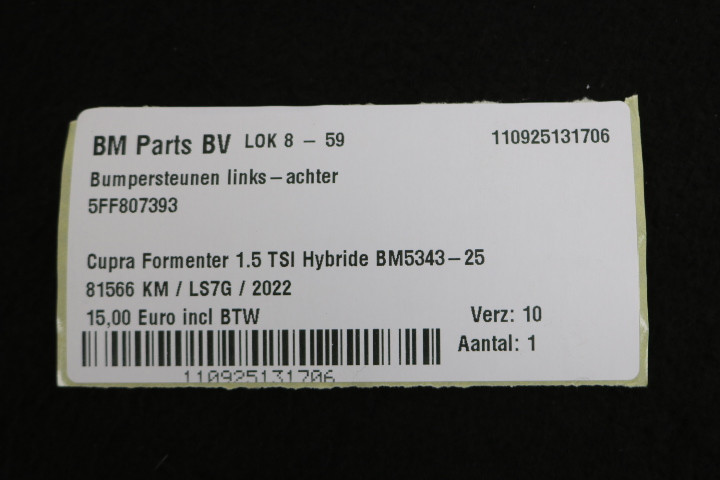 BM Parts BV LOK 8 - 59 110925131706
Bumpersteunen links-achter
5FF807393
Cupra Formenter 1.5 TSI Hybride BM5343-25
81566 KM / LS7G / 2022
15,00 Euro incl BTW Verz: 10
Aantal: 1
110925131706